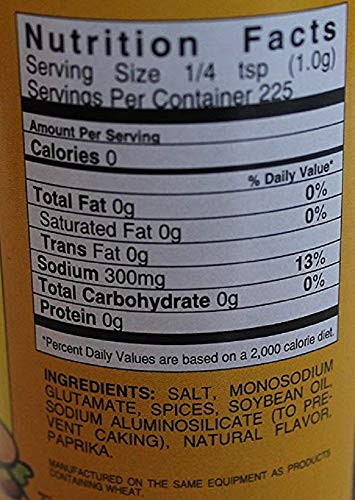 Nutrition Facts
Serving Size 1/4 tsp (1.0g)
Servings Per Container 225
Amount Per Serving
Calories 0
% Daily Value*
Total Fat 0g 0%
Saturated Fat 0g 0%
Trans Fat 0g
Sodium 300mg 13%
Total Carbohydrate 0g 0%
Protein 0g
*Percent Daily Values are based on a 2,000 calorie diet.
INGREDIENTS: SALT, MONOSODIUM
GLUTAMATE, SPICES, SOYBEAN OIL,
SODIUM ALUMINOSILICATE (TO PRE-
VENT CAKING), NATURAL FLAVOR,
PAPRIKA.
MANUFACTURED ON THE SAME EQUIPMENT AS PRODUCTS
CONTAINING WHEAT.